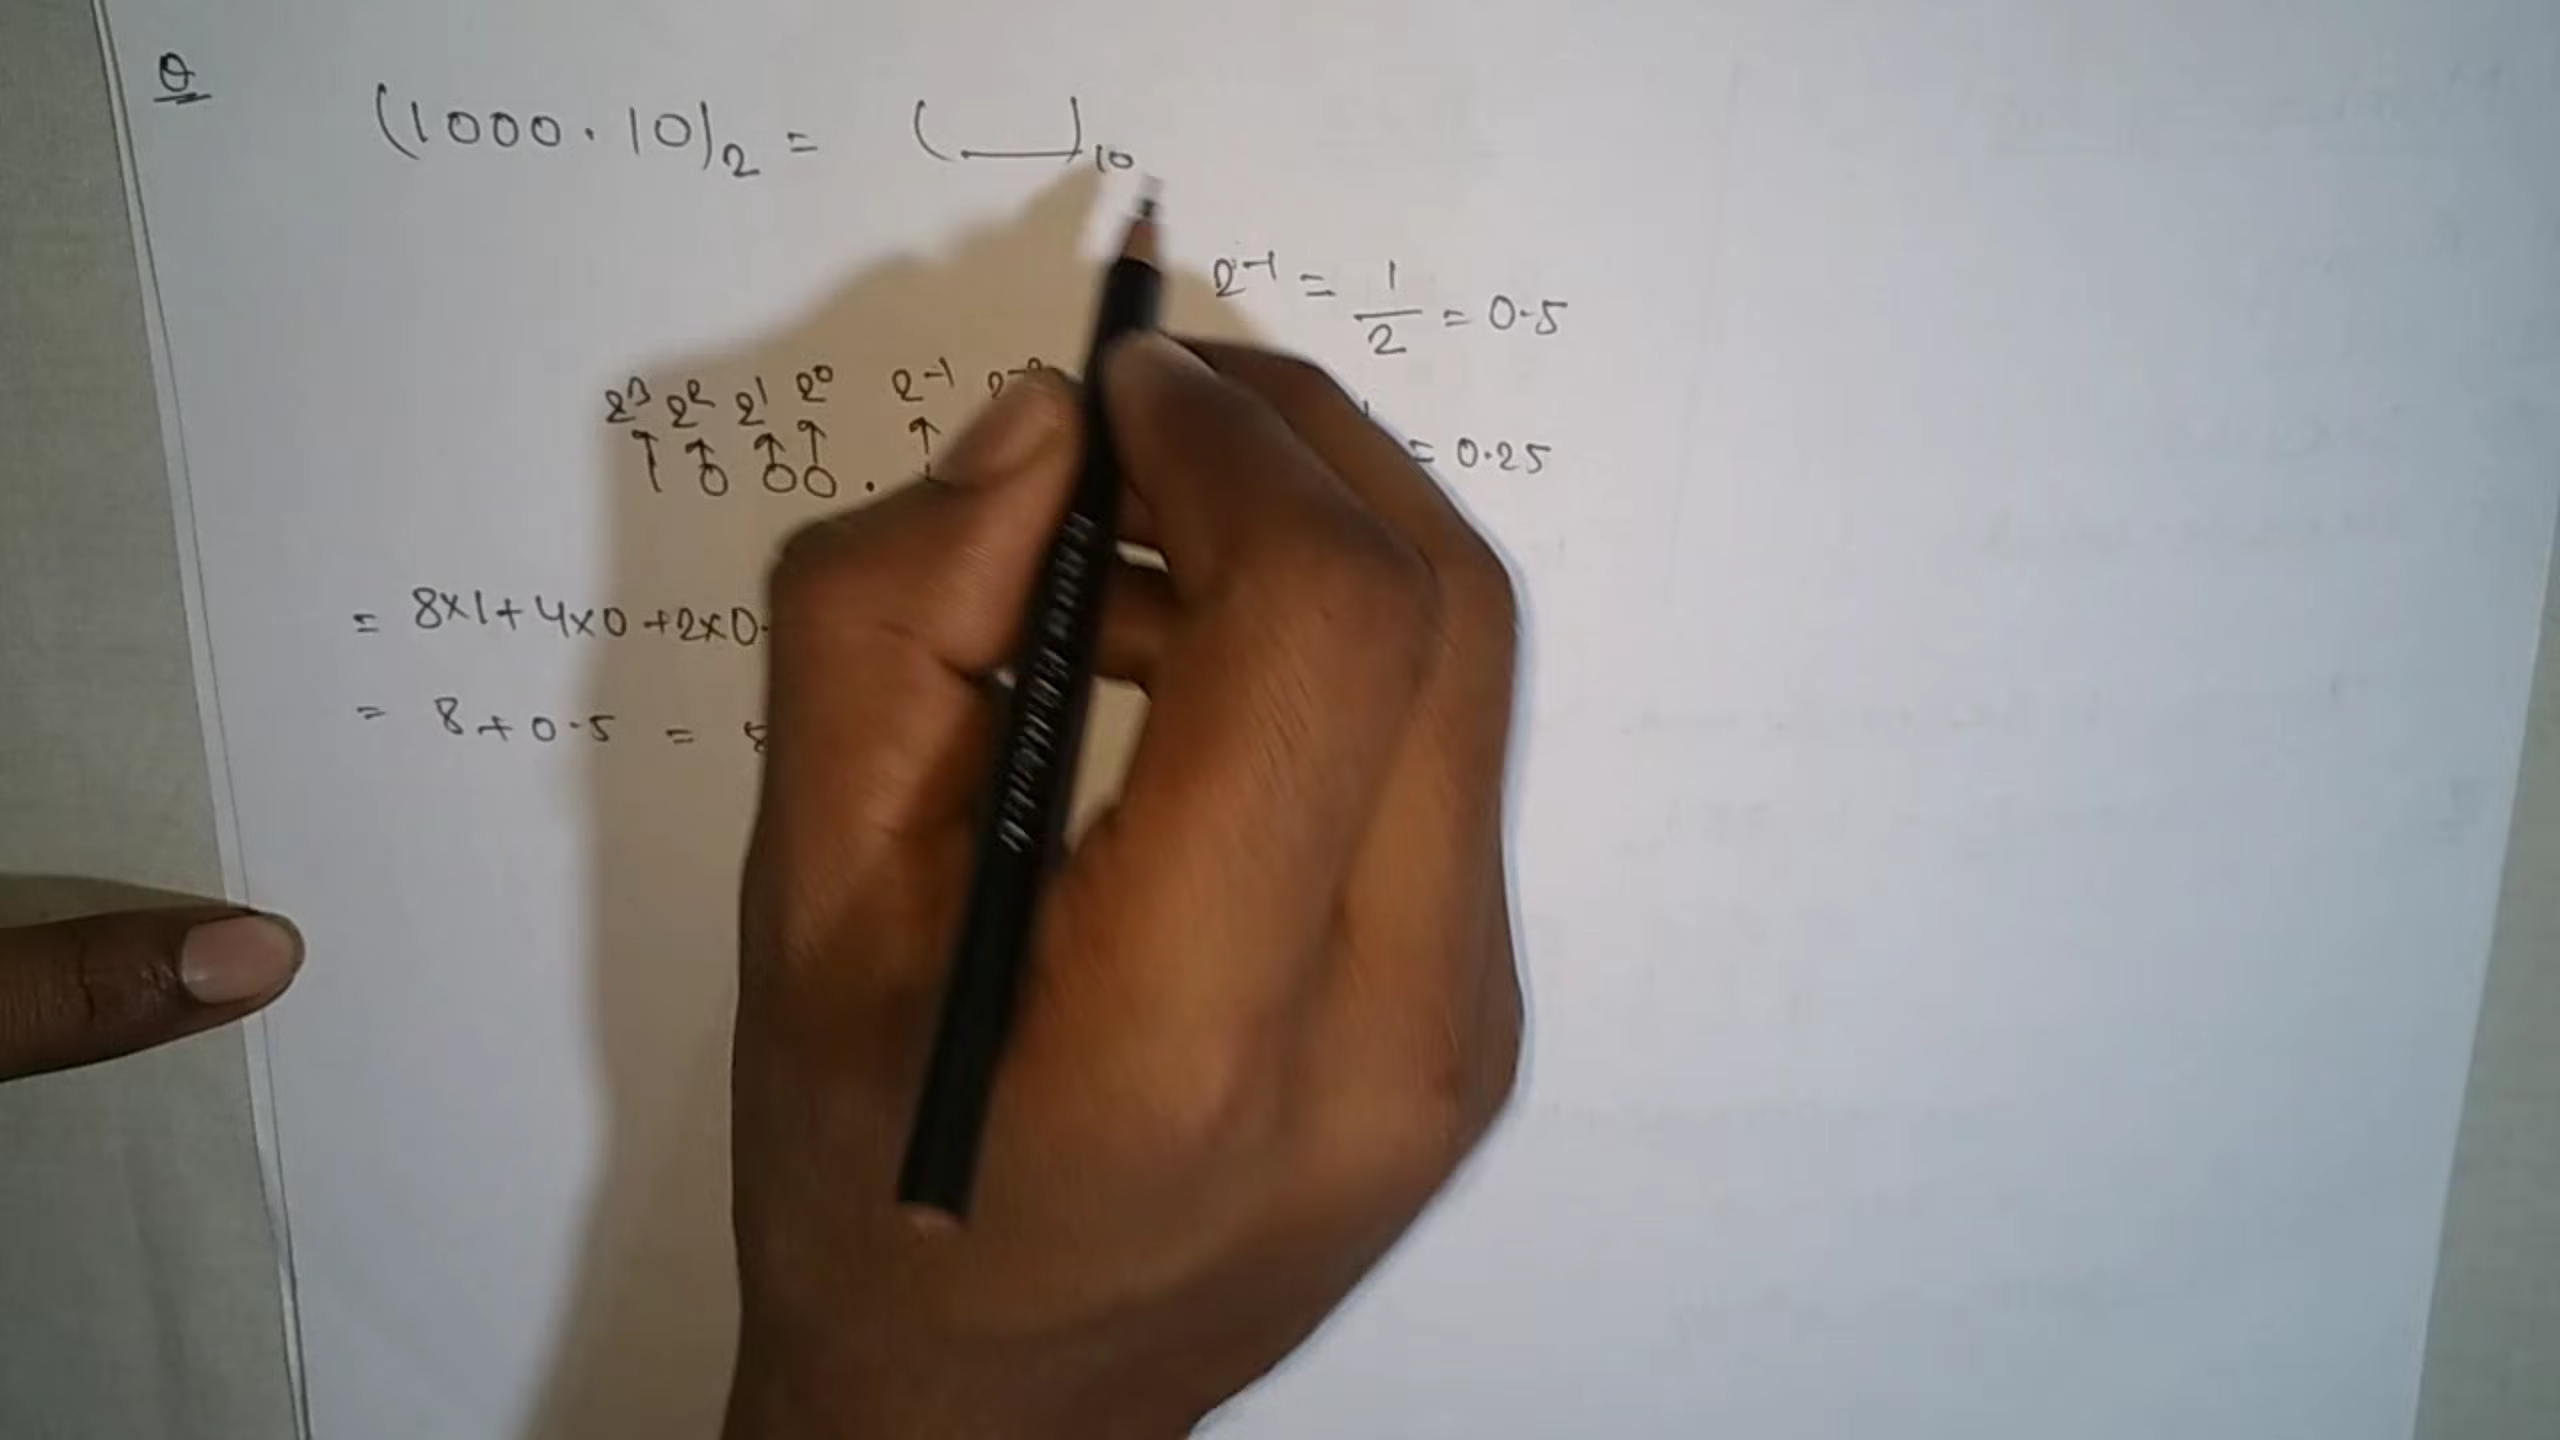 Q
(1000.10)₂ = (___)₁₀
2⁻¹ = 1/2 = 0.5
2³ 2² 2¹ 2⁰ 2⁻¹
= 0.25
↑ ↑ ↑ ↑ ↑
1 0 0 0 .
= 8×1+4×0+2×0
= 8+0.5 =